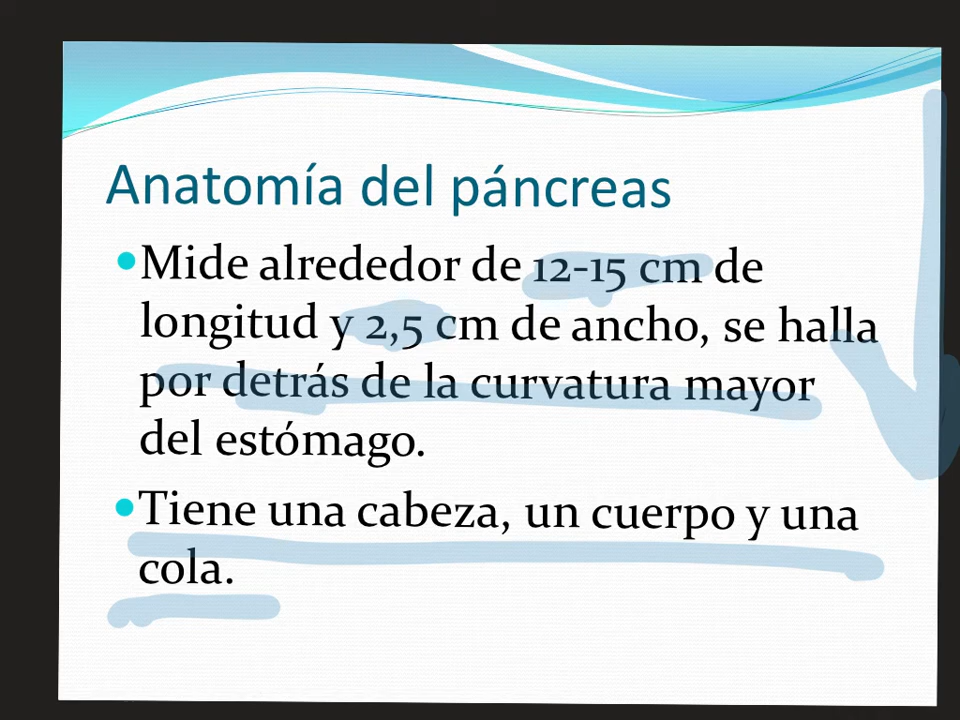 Anatomía del páncreas
•Mide alrededor de 12-15 cm de
longitud y 2,5 cm de ancho, se halla
por detrás de la curvatura mayor
del estómago.
•Tiene una cabeza, un cuerpo y una
cola.